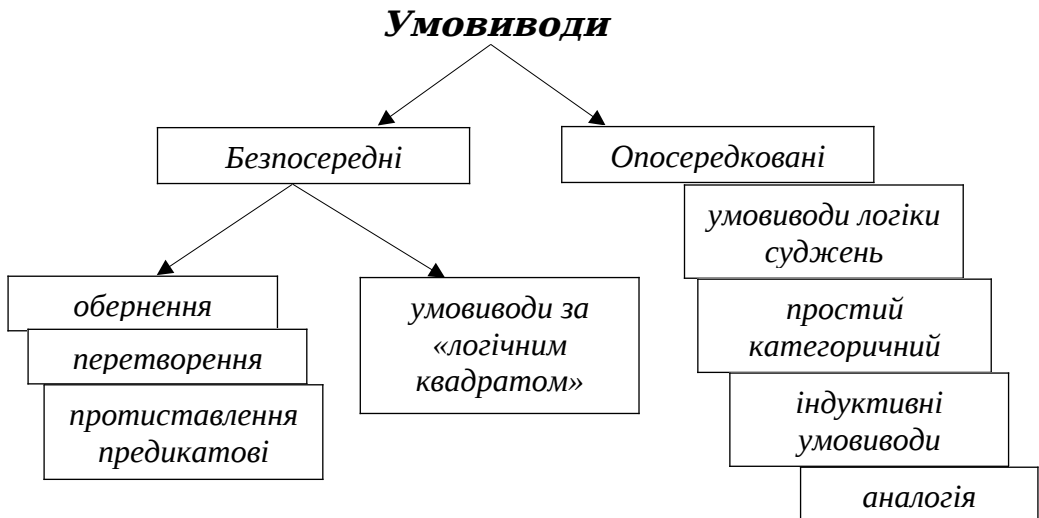 Умовиводи
Безпосередні
Опосередковані
умовиводи логіки
суджень
обернення
умовиводи за
«логічним
квадратом»
простий
категоричний
перетворення
протиставлення
предикатові
індуктивні
умовиводи
аналогія